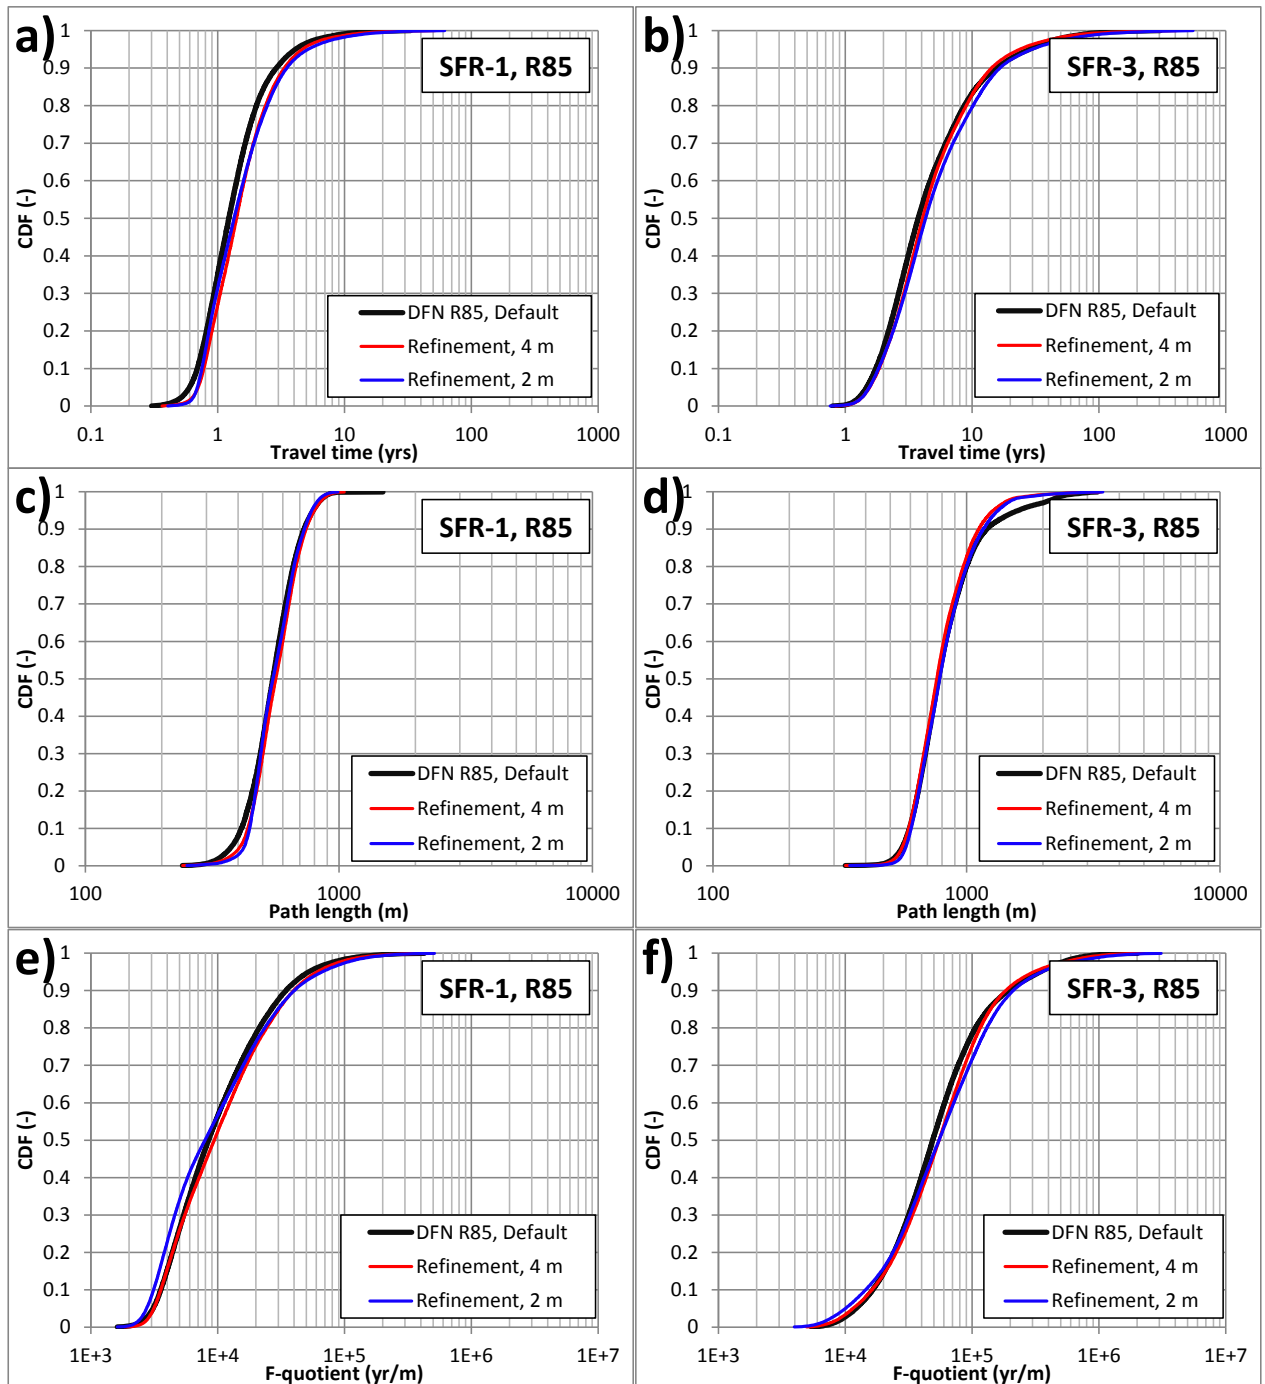 a)
SFR-1, R85
1
0.9
0.8
0.7
0.6
0.5
0.4
0.3
0.2
0.1
0
CDF (-)
DFN R85, Default
Refinement, 4 m
Refinement, 2 m
0.1 1 10 100 1000
Travel time (yrs)
b)
SFR-3, R85
1
0.9
0.8
0.7
0.6
0.5
0.4
0.3
0.2
0.1
0
CDF (-)
DFN R85, Default
Refinement, 4 m
Refinement, 2 m
0.1 1 10 100 1000
Travel time (yrs)
c)
SFR-1, R85
1
0.9
0.8
0.7
0.6
0.5
0.4
0.3
0.2
0.1
0
CDF (-)
DFN R85, Default
Refinement, 4 m
Refinement, 2 m
100 1000 10000
Path length (m)
d)
SFR-3, R85
1
0.9
0.8
0.7
0.6
0.5
0.4
0.3
0.2
0.1
0
CDF (-)
DFN R85, Default
Refinement, 4 m
Refinement, 2 m
100 1000 10000
Path length (m)
e)
SFR-1, R85
1
0.9
0.8
0.7
0.6
0.5
0.4
0.3
0.2
0.1
0
CDF (-)
DFN R85, Default
Refinement, 4 m
Refinement, 2 m
1E+3 1E+4 1E+5 1E+6 1E+7
F-quotient (yr/m)
f)
SFR-3, R85
1
0.9
0.8
0.7
0.6
0.5
0.4
0.3
0.2
0.1
0
CDF (-)
DFN R85, Default
Refinement, 4 m
Refinement, 2 m
1E+3 1E+4 1E+5 1E+6 1E+7
F-quotient (yr/m)